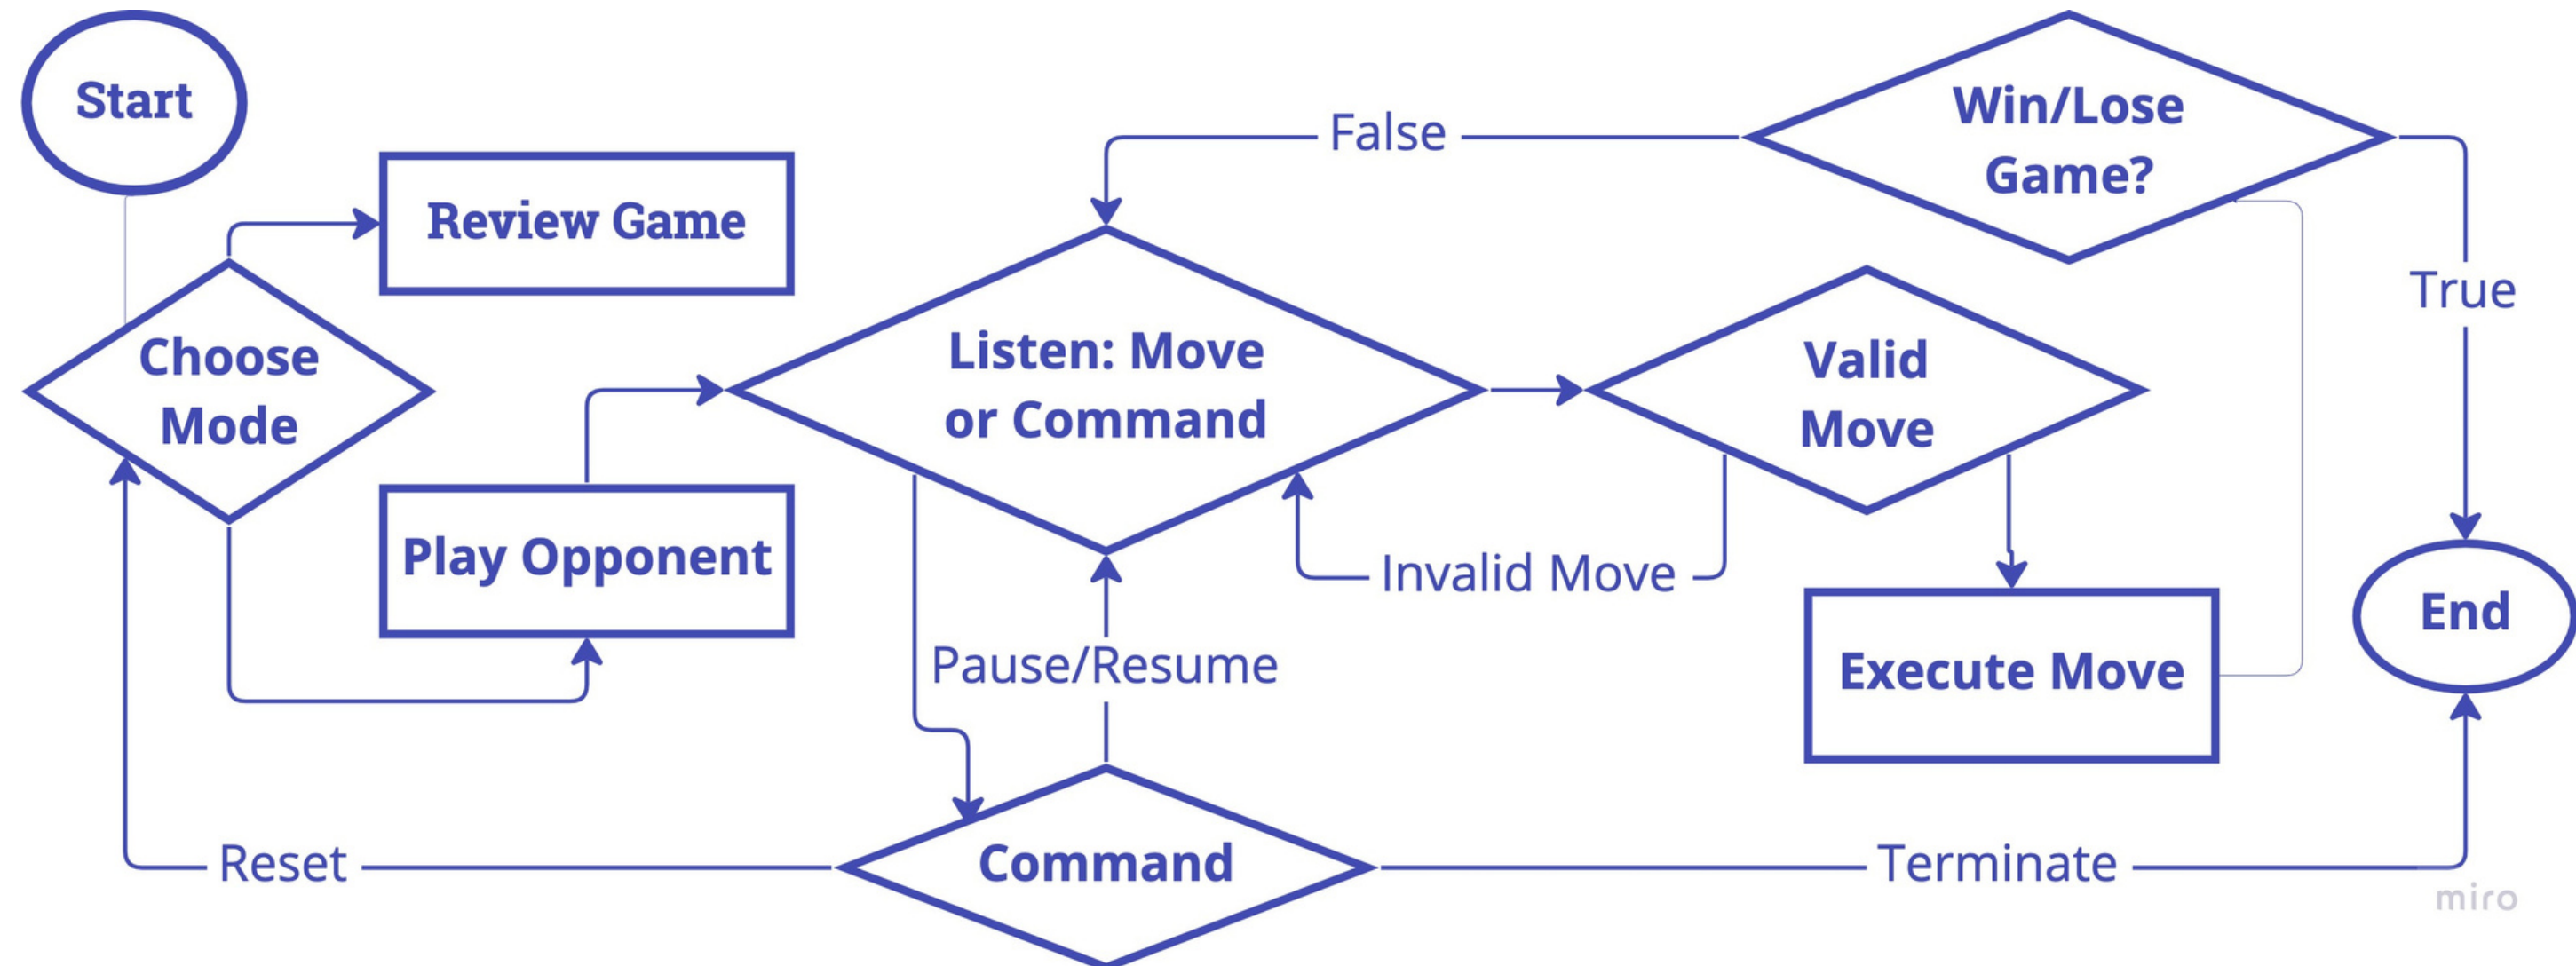 Start
Review Game
Choose
Mode
Play Opponent
Listen: Move
or Command
False
Win/Lose
Game?
True
Valid
Move
Invalid Move
Execute Move
End
Pause/Resume
Command
Reset
Terminate
miro